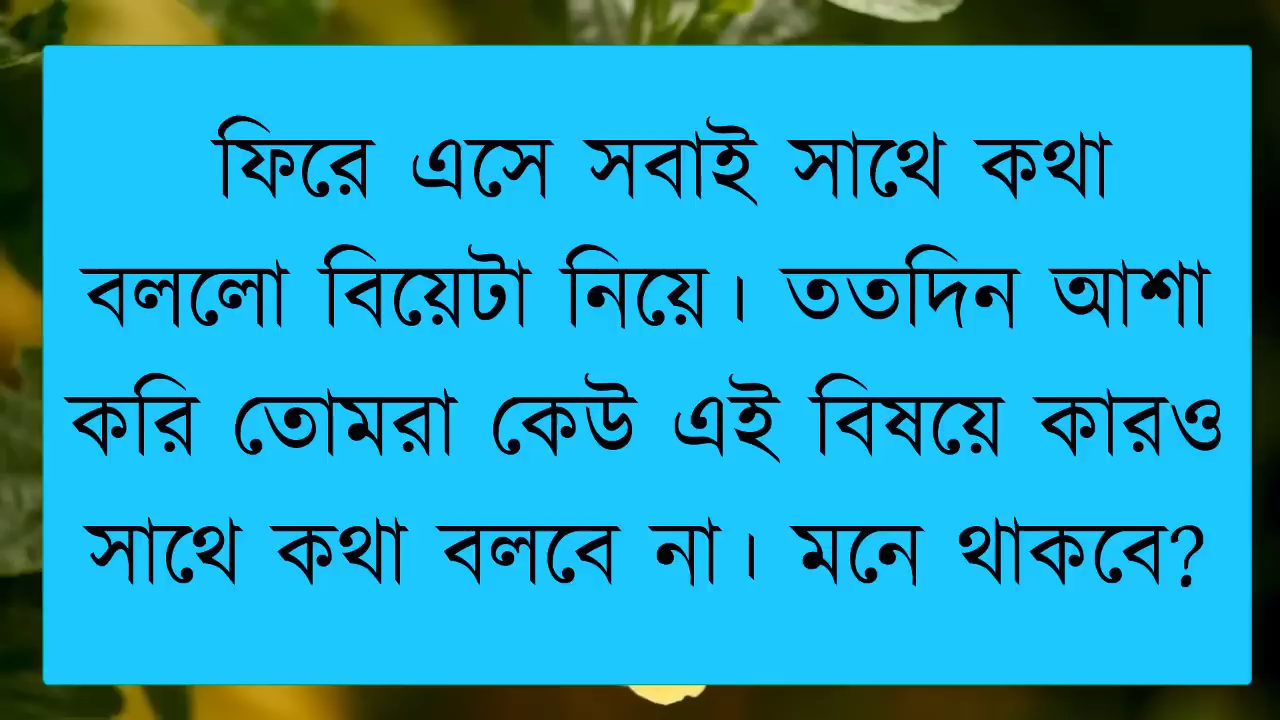 ফিরে এসে সবাই সাথে কথা
বললো বিয়েটা নিয়ে। ততদিন আশা
করি তোমরা কেউ এই বিষয়ে কারও
সাথে কথা বলবে না। মনে থাকবে?